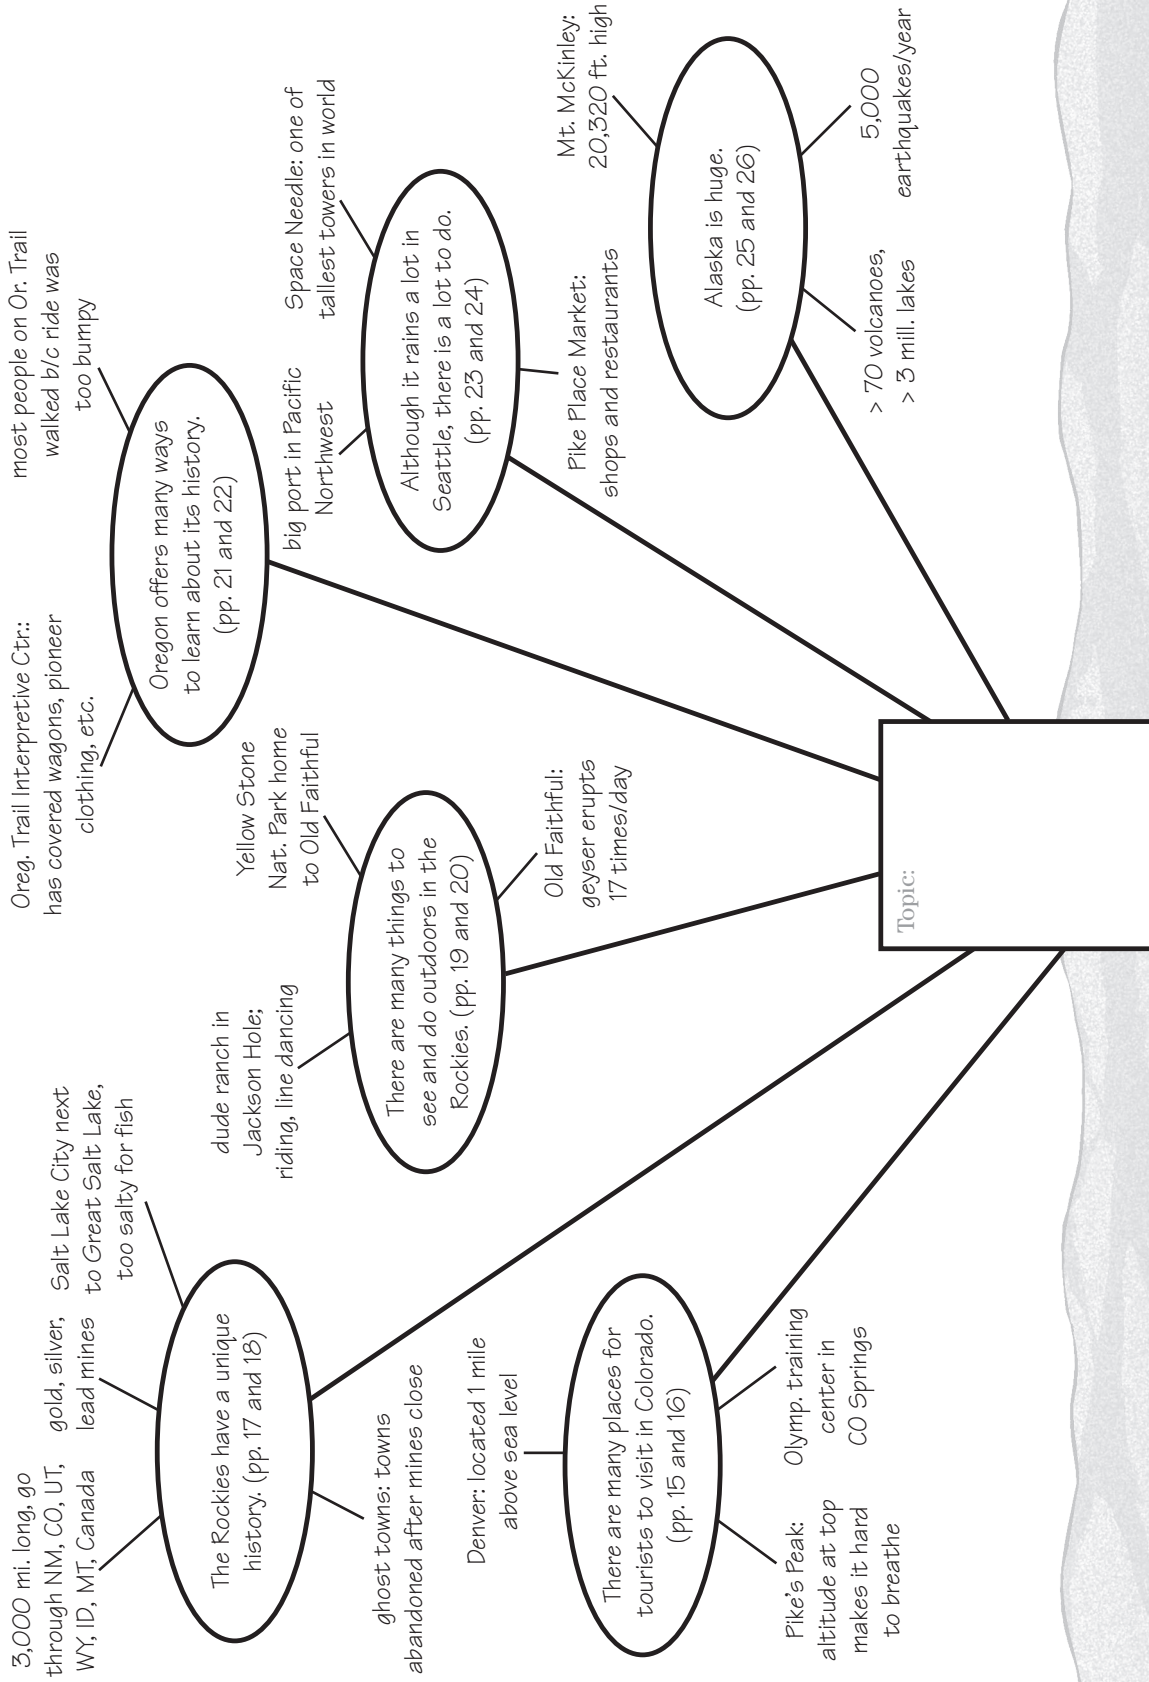 3,000 mi. long, go
through NM, CO, UT,
WY, ID, MT, Canada
gold, silver,
lead mines
Salt Lake City next
to Great Salt Lake,
too salty for fish
The Rockies have a unique
history. (pp. 17 and 18)
ghost towns: towns
abandoned after mines close
Denver: located 1 mile
above sea level
There are many places for
tourists to visit in Colorado.
(pp. 15 and 16)
Pike's Peak:
altitude at top
makes it hard
to breathe
Olymp. training
center in
CO Springs
dude ranch in
Jackson Hole;
riding, line dancing
Yellow Stone
Nat. Park home
to Old Faithful
There are many things to
see and do outdoors in the
Rockies. (pp. 19 and 20)
Old Faithful:
geyser erupts
17 times/day
Oreg. Trail Interpretive Ctr.:
has covered wagons, pioneer
clothing, etc.
most people on Or. Trail
walked b/c ride was
too bumpy
Oregon offers many ways
to learn about its history.
(pp. 21 and 22)
big port in Pacific
Northwest
Space Needle: one of
tallest towers in world
Although it rains a lot in
Seattle, there is a lot to do.
(pp. 23 and 24)
Pike Place Market:
shops and restaurants
Mt. McKinley:
20,320 ft. high
Alaska is huge.
(pp. 25 and 26)
> 70 volcanoes,
> 3 mill. lakes
5,000
earthquakes/year
Topic: